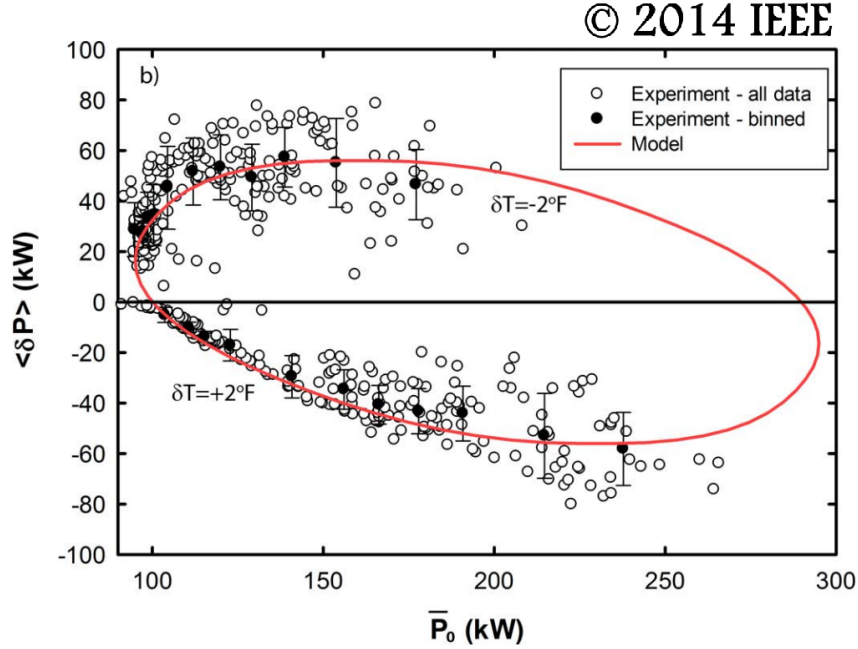 © 2014 IEEE
b)
Experiment - all data
Experiment - binned
Model
δT=-2°F
δT=+2°F
<δP> (kW)
100
80
60
40
20
0
-20
-40
-60
-80
-100
100
150
200
250
300
P̅₀ (kW)